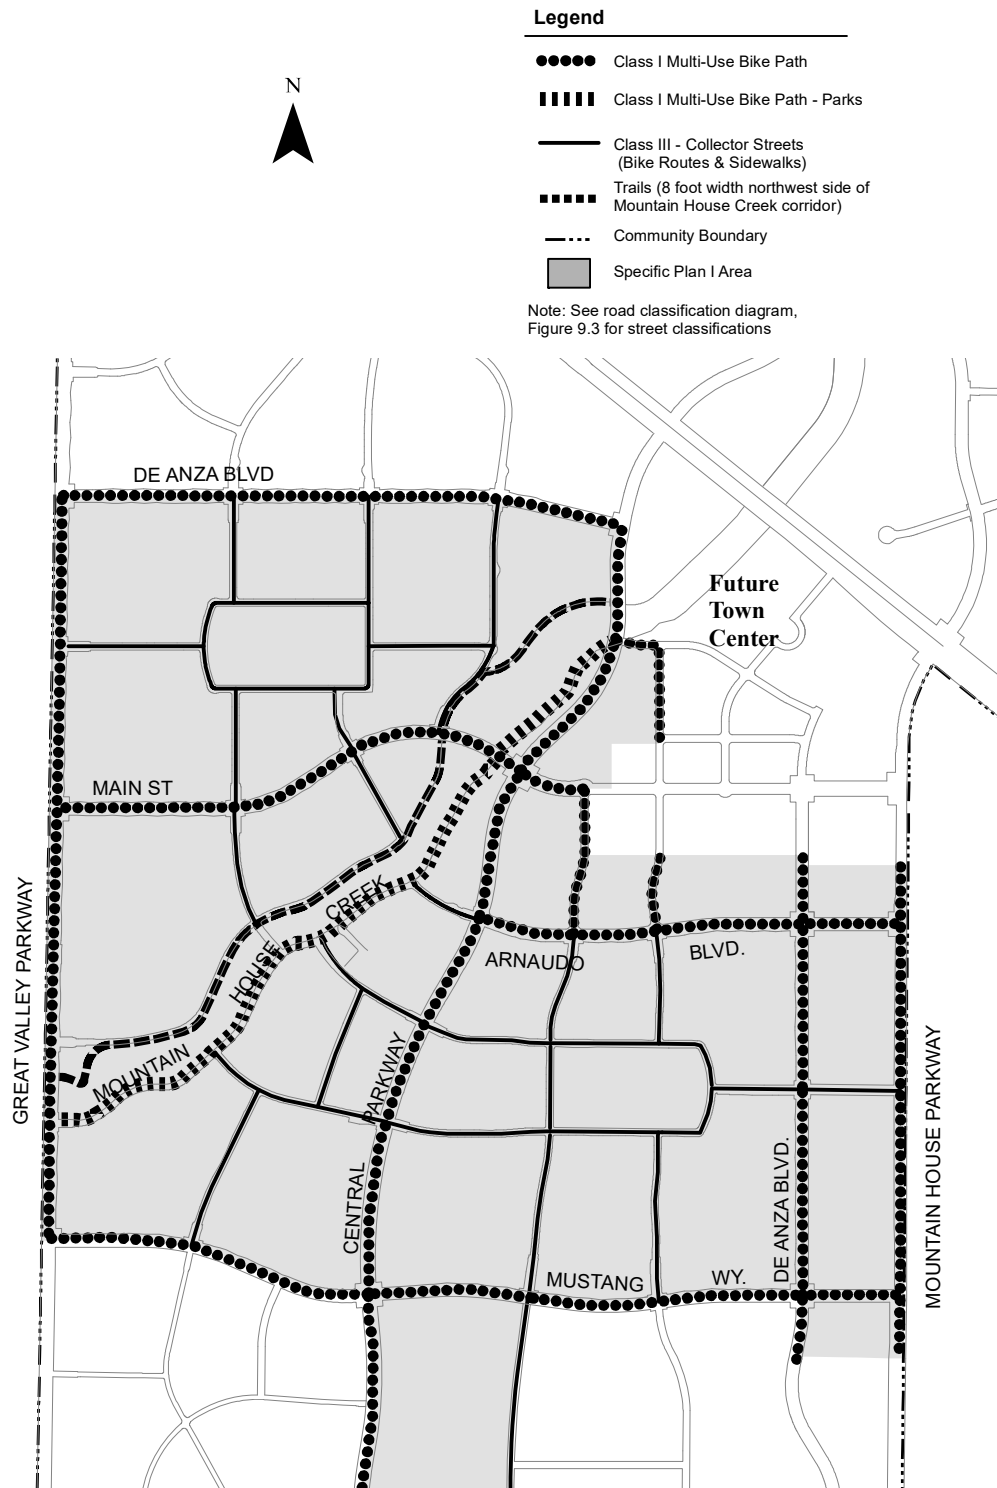 Legend
Class I Multi-Use Bike Path
N
Class I Multi-Use Bike Path - Parks
Class III - Collector Streets
(Bike Routes & Sidewalks)
Trails (8 foot width northwest side of
Mountain House Creek corridor)
Community Boundary
Specific Plan I Area
Note: See road classification diagram,
Figure 9.3 for street classifications
DE ANZA BLVD
Future
Town
Center
MAIN ST
GREAT VALLEY PARKWAY
MOUNTAIN
HOUSE
CREEK
ARNAUDO
BLVD.
CENTRAL
PARKWAY
DE ANZA BLVD.
MOUNTAIN HOUSE PARKWAY
MUSTANG
WY.